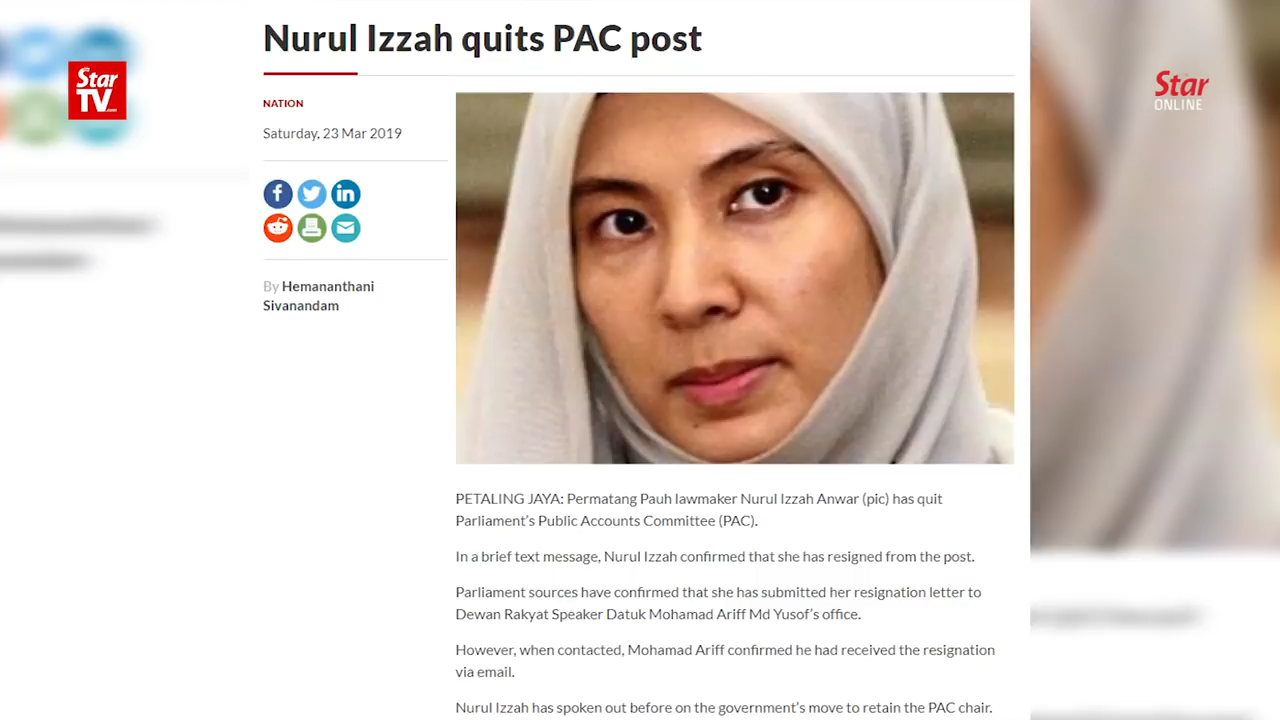 Nurul Izzah quits PAC post
Star
TV.com
Star
ONLINE
NATION
Saturday, 23 Mar 2019
By Hemananthani
Sivanandam
PETALING JAYA: Permatang Pauh lawmaker Nurul Izzah Anwar (pic) has quit
Parliament's Public Accounts Committee (PAC).
In a brief text message, Nurul Izzah confirmed that she has resigned from the post.
Parliament sources have confirmed that she has submitted her resignation letter to
Dewan Rakyat Speaker Datuk Mohamad Ariff Md Yusof's office.
However, when contacted, Mohamad Ariff confirmed he had received the resignation
via email.
Nurul Izzah has spoken out before on the government's move to retain the PAC chair.